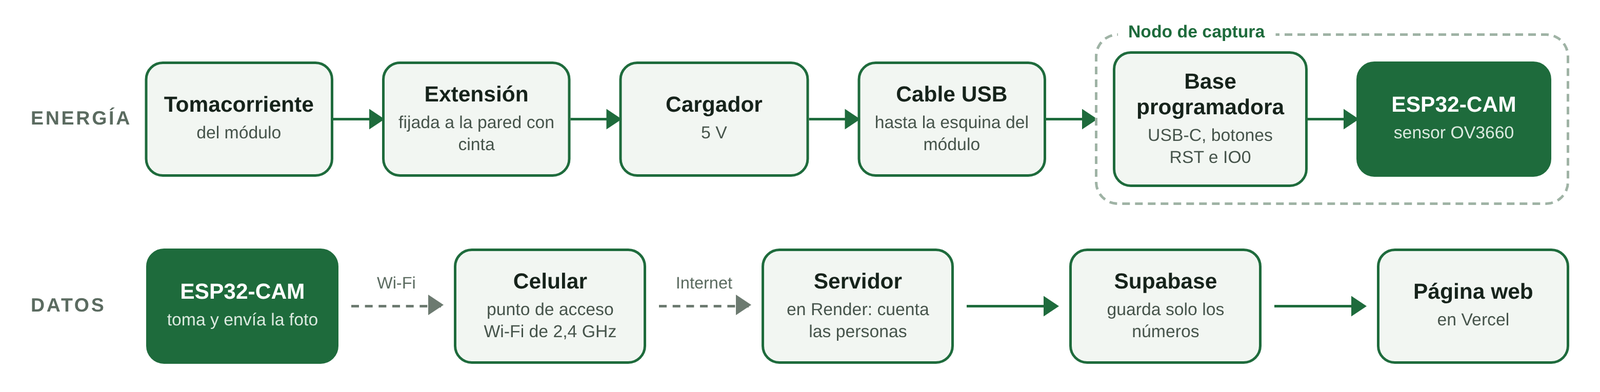 Nodo de captura
ENERGÍA
Tomacorriente
del módulo
Extensión
fijada a la pared con
cinta
Cargador
5 V
Cable USB
hasta la esquina del
módulo
Base
programadora
USB-C, botones
RST e IO0
ESP32-CAM
sensor OV3660
DATOS
ESP32-CAM
toma y envía la foto
Wi-Fi
Celular
punto de acceso
Wi-Fi de 2,4 GHz
Internet
Servidor
en Render: cuenta
las personas
Supabase
guarda solo los
números
Página web
en Vercel